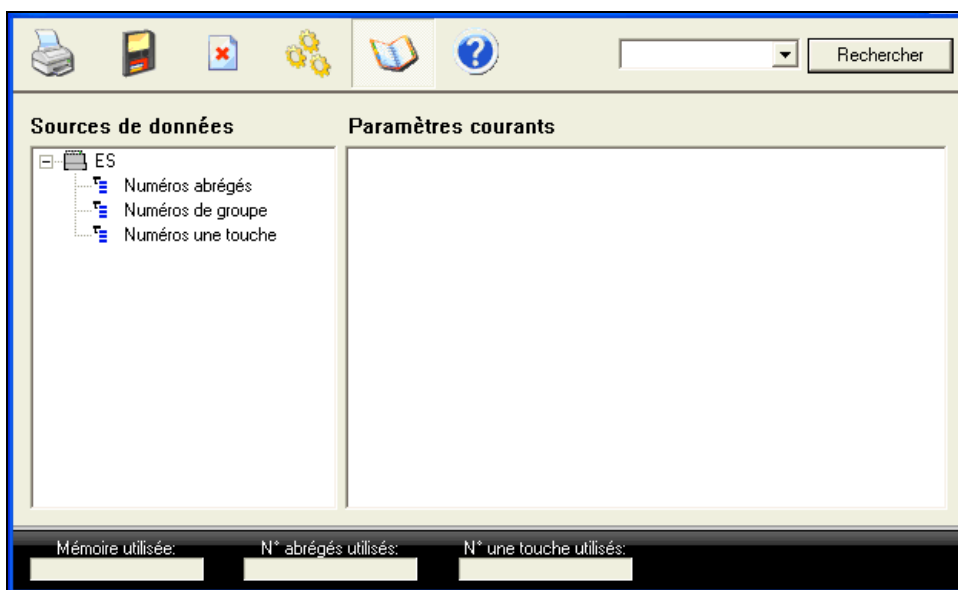 Rechercher
Sources de données
Paramètres courants
ES
Numéros abrégés
Numéros de groupe
Numéros une touche
Mémoire utilisée:
N° abrégés utilisés:
N° une touche utilisés: